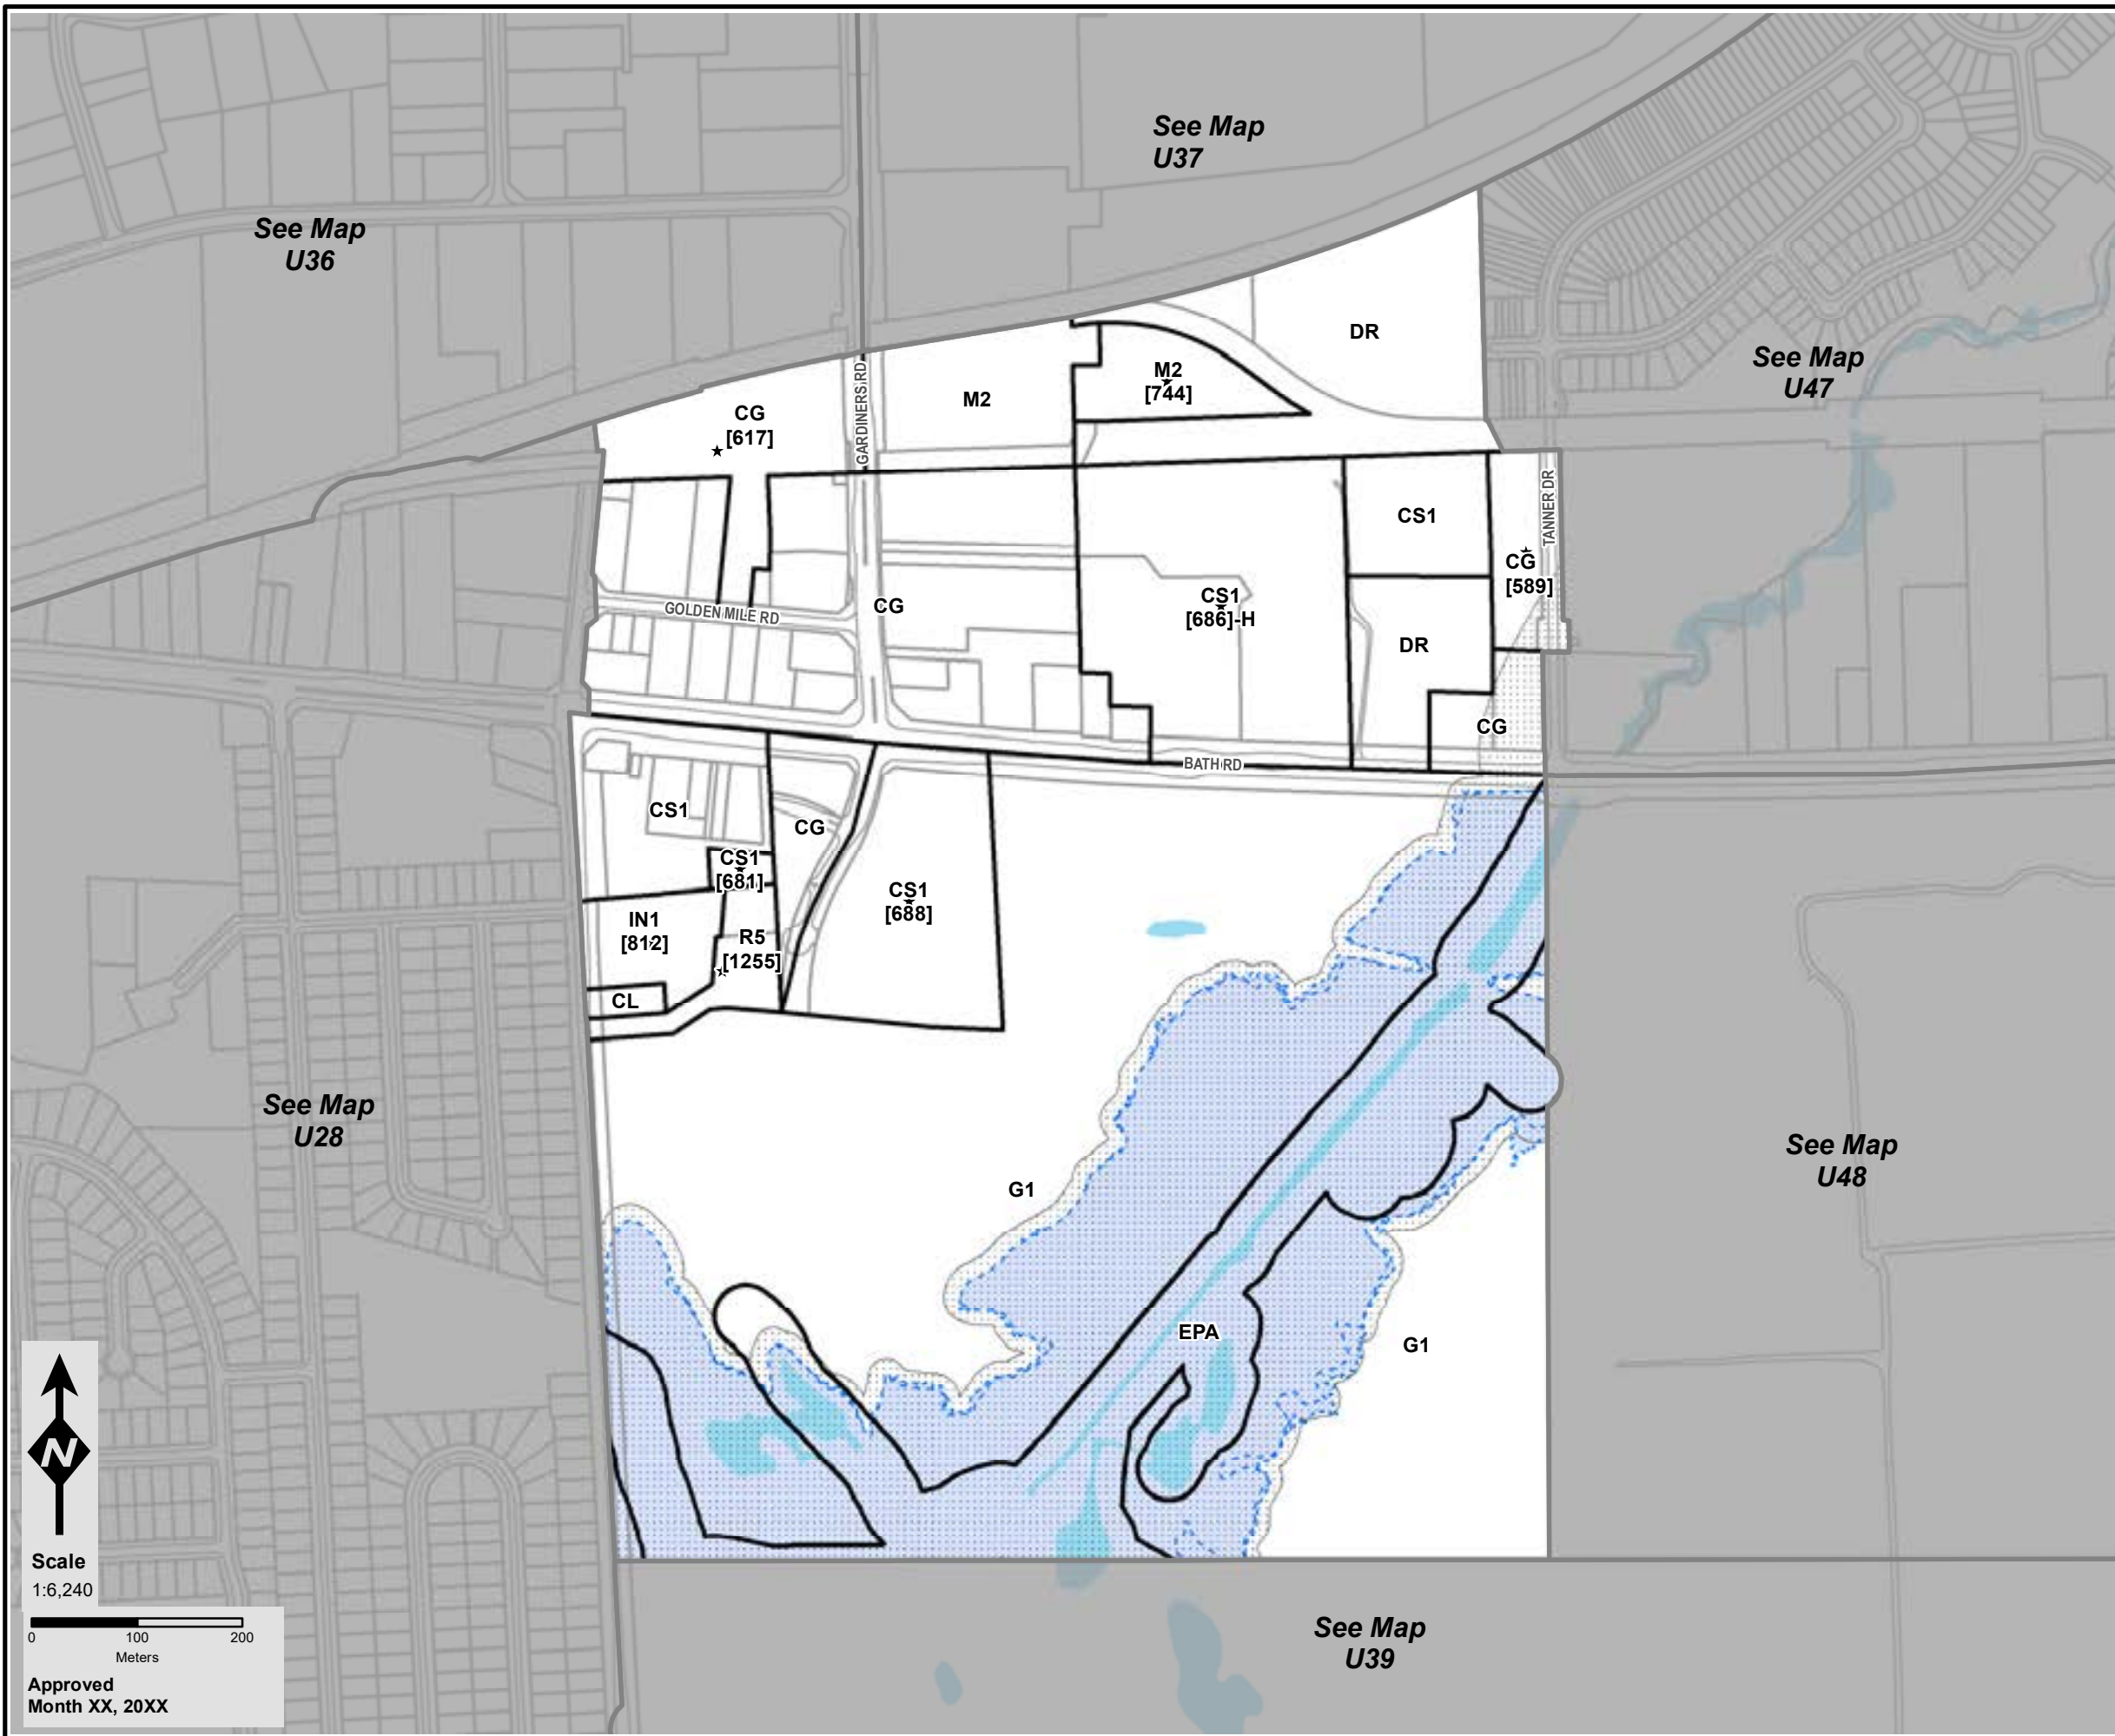 See Map
U37
See Map
U36
DR
See Map
U47
GARDINERS RD
M2
[744]
M2
CG
[617]
TANNER DR
CS1
CG
[589]
CS1
[686]-H
CG
GOLDEN MILE RD
DR
CG
BATH RD
CS1
CG
CS1
[681]
CS1
[688]
IN1
[812]
R5
[1255]
CL
See Map
U28
See Map
U48
G1
EPA
G1
N
Scale
1:6,240
0 100 200
Meters
See Map
U39
Approved
Month XX, 20XX